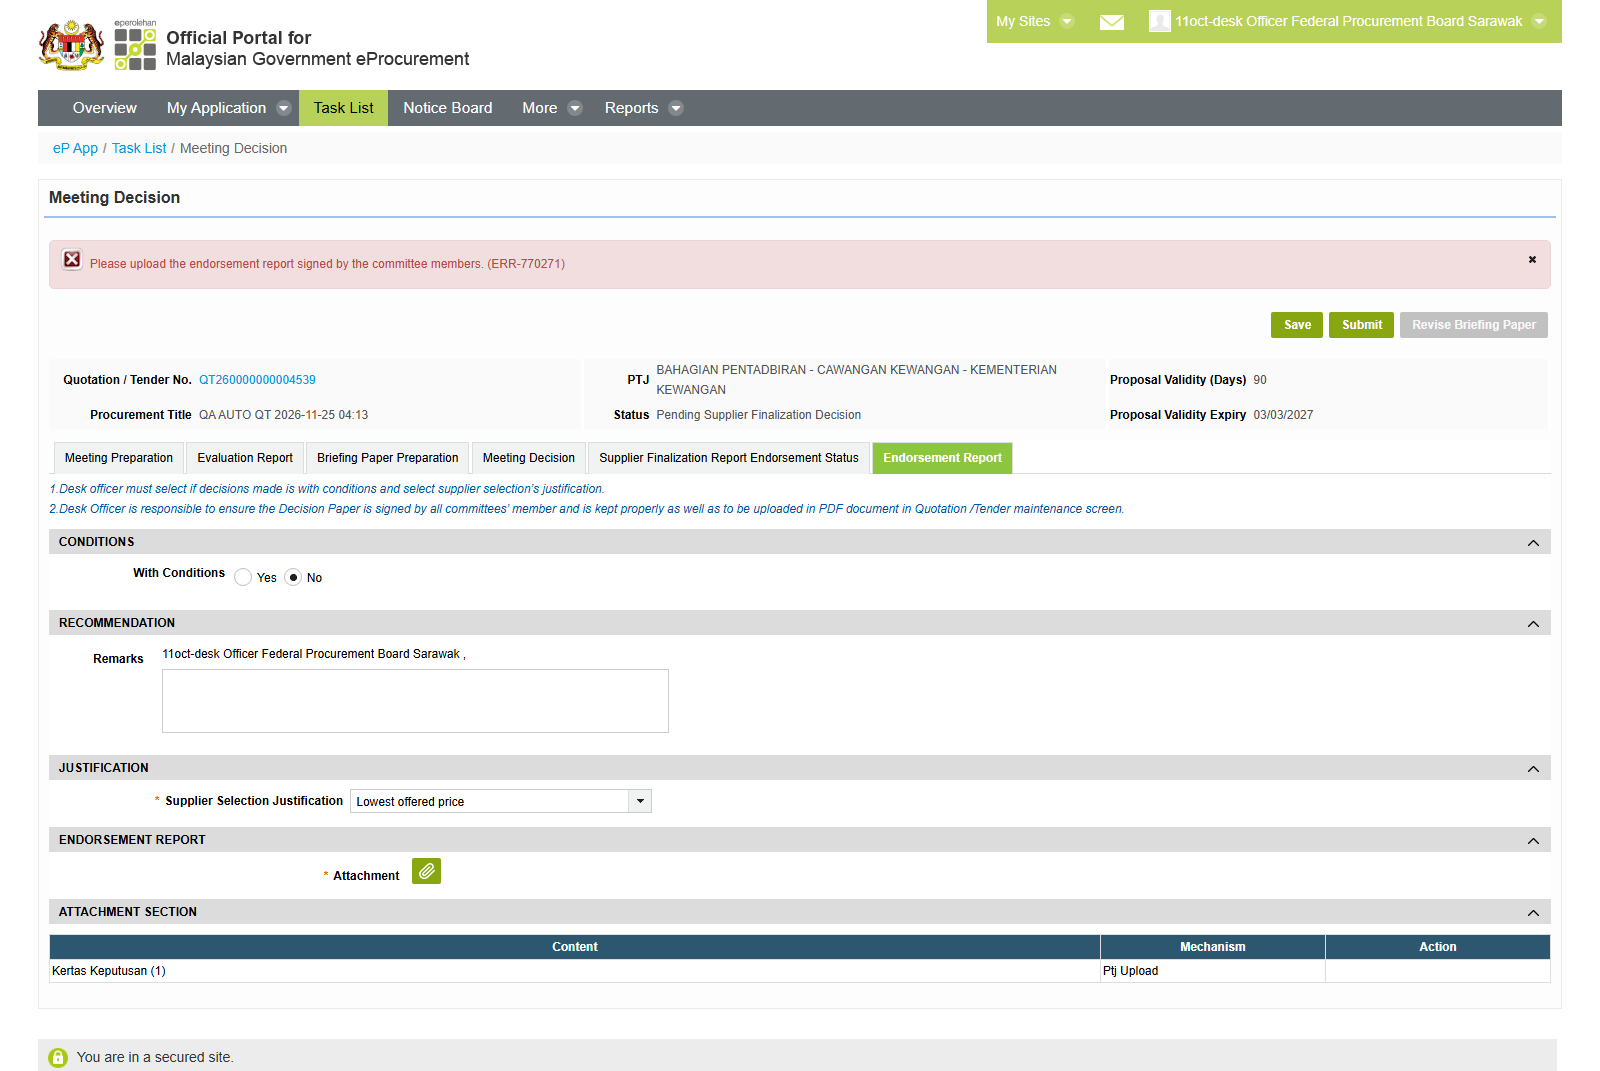 eperolehan
Official Portal for
Malaysian Government eProcurement
My Sites
11oct-desk Officer Federal Procurement Board Sarawak
Overview My Application Task List Notice Board More Reports
eP App / Task List / Meeting Decision
Meeting Decision
Please upload the endorsement report signed by the committee members. (ERR-770271)
Save Submit Revise Briefing Paper
Quotation / Tender No. QT260000000004539
Procurement Title QA AUTO QT 2026-11-25 04:13
PTJ BAHAGIAN PENTADBIRAN - CAWANGAN KEWANGAN - KEMENTERIAN
KEWANGAN
Status Pending Supplier Finalization Decision
Proposal Validity (Days) 90
Proposal Validity Expiry 03/03/2027
Meeting Preparation Evaluation Report Briefing Paper Preparation Meeting Decision Supplier Finalization Report Endorsement Status Endorsement Report
1.Desk officer must select if decisions made is with conditions and select supplier selection's justification.
2.Desk Officer is responsible to ensure the Decision Paper is signed by all committees' member and is kept properly as well as to be uploaded in PDF document in Quotation /Tender maintenance screen.
CONDITIONS
With Conditions Yes No
RECOMMENDATION
Remarks 11oct-desk Officer Federal Procurement Board Sarawak ,
JUSTIFICATION
* Supplier Selection Justification Lowest offered price
ENDORSEMENT REPORT
* Attachment
ATTACHMENT SECTION
Content Mechanism Action
Kertas Keputusan (1) Ptj Upload
You are in a secured site.